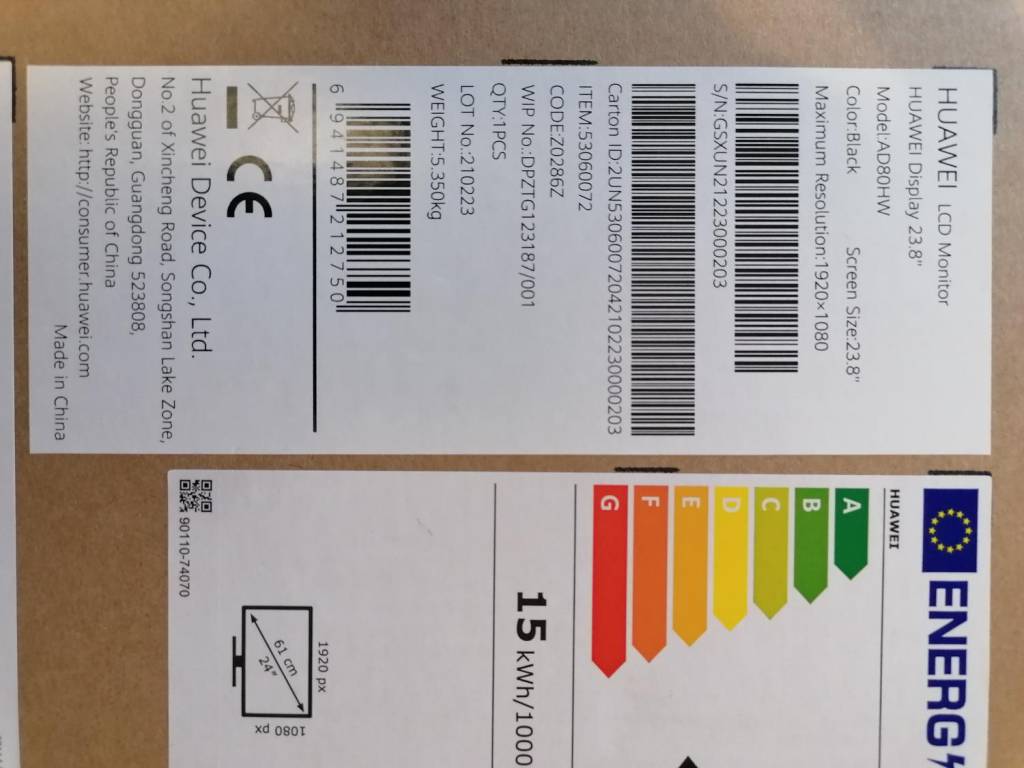 HUAWEI LCD Monitor
HUAWEI Display 23.8"
Model:AD80HW
Color:Black Screen Size:23.8"
Maximum Resolution:1920×1080
S/N:GSXUN21223000203
Carton ID:2UN53060072042102230000203
ITEM:53060072
CODE:Z0286Z
WIP No.:DPZTG1123187/001
QTY:1PCS
LOT No.:210223
WEIGHT:5.350kg
6 941487 212750
CE
Huawei Device Co., Ltd.
No.2 of Xincheng Road, Songshan Lake Zone,
Dongguan, Guangdong 523808,
People's Republic of China
Website: http://consumer.huawei.com
Made in China
ENERG
HUAWEI
A
B
C
D
E
F
G
15 kWh/1000
1920 px
61 cm
24"
1080 px
90110-74070